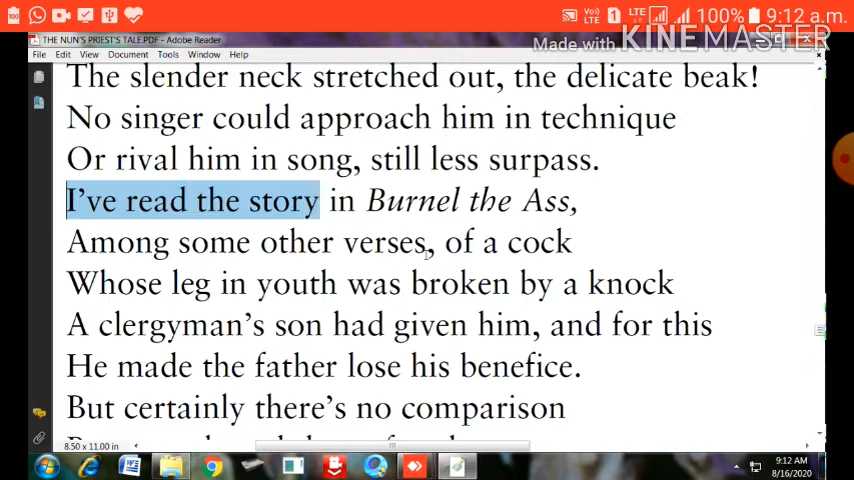 100
VO)
LTE
1
LTE
100%
9:12 a.m.
THE NUN'S PRIEST'S TALE.PDF - Adobe Reader
Made with KINEMASTER
File Edit View Document Tools Window Help
The slender neck stretched out, the delicate beak!
No singer could approach him in technique
Or rival him in song, still less surpass.
I've read the story in Burnel the Ass,
Among some other verses, of a cock
Whose leg in youth was broken by a knock
A clergyman's son had given him, and for this
He made the father lose his benefice.
But certainly there's no comparison
8.50 x 11.00 in
9:12 AM
8/16/2020